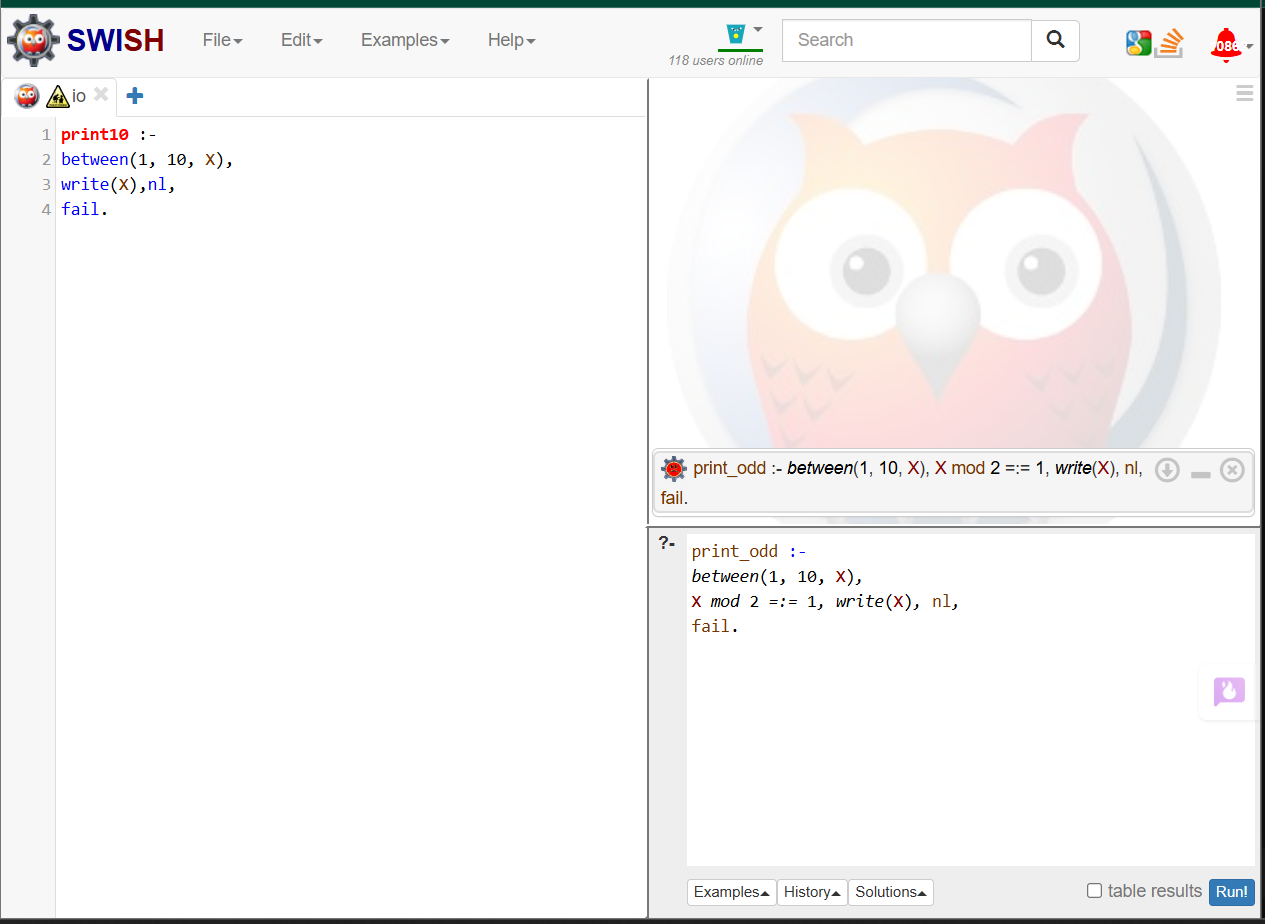 SWISH File Edit Examples Help 118 users online Search
io
1 print10 :-
2 between(1, 10, X),
3 write(X),nl,
4 fail.
print_odd :- between(1, 10, X), X mod 2 =:= 1, write(X), nl,
fail.
?- print_odd :-
between(1, 10, X),
X mod 2 =:= 1, write(X), nl,
fail.
Examples History Solutions table results Run!